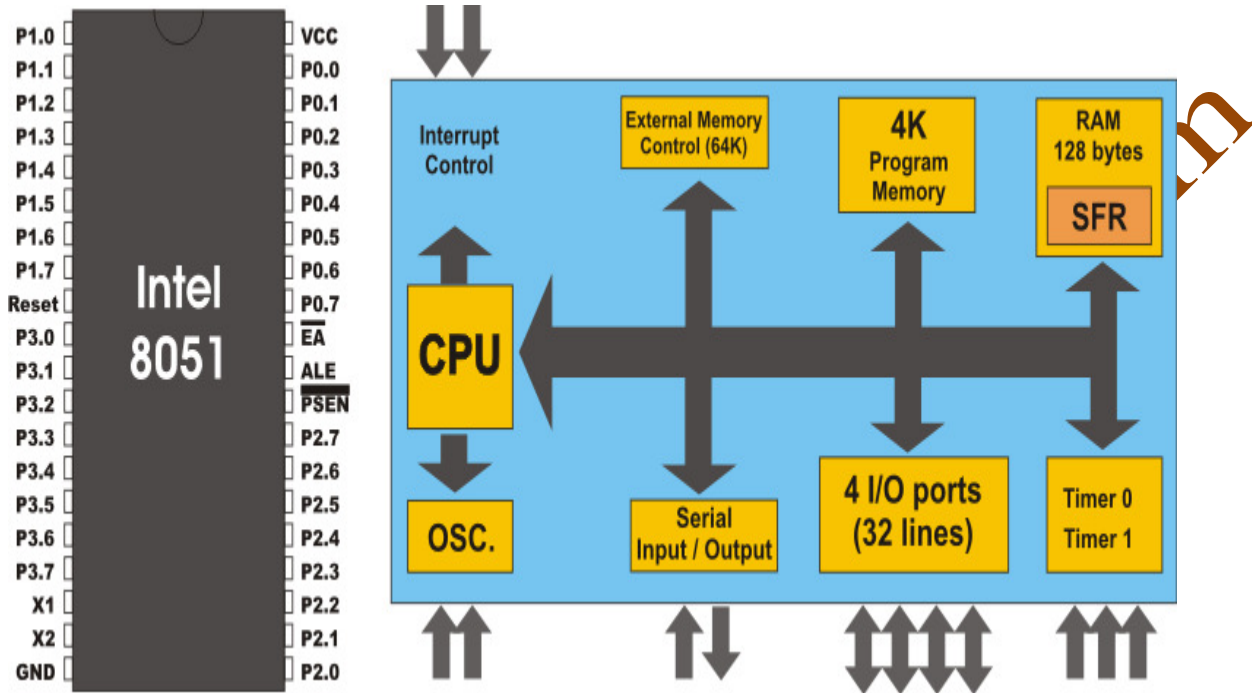 P1.0
P1.1
P1.2
P1.3
P1.4
P1.5
P1.6
P1.7
Reset
P3.0
P3.1
P3.2
P3.3
P3.4
P3.5
P3.6
P3.7
X1
X2
GND
Intel
8051
VCC
P0.0
P0.1
P0.2
P0.3
P0.4
P0.5
P0.6
P0.7
EA
ALE
PSEN
P2.7
P2.6
P2.5
P2.4
P2.3
P2.2
P2.1
P2.0
Interrupt
Control
External Memory
Control (64K)
4K
Program
Memory
RAM
128 bytes
SFR
CPU
OSC.
Serial
Input / Output
4 I/O ports
(32 lines)
Timer 0
Timer 1
m